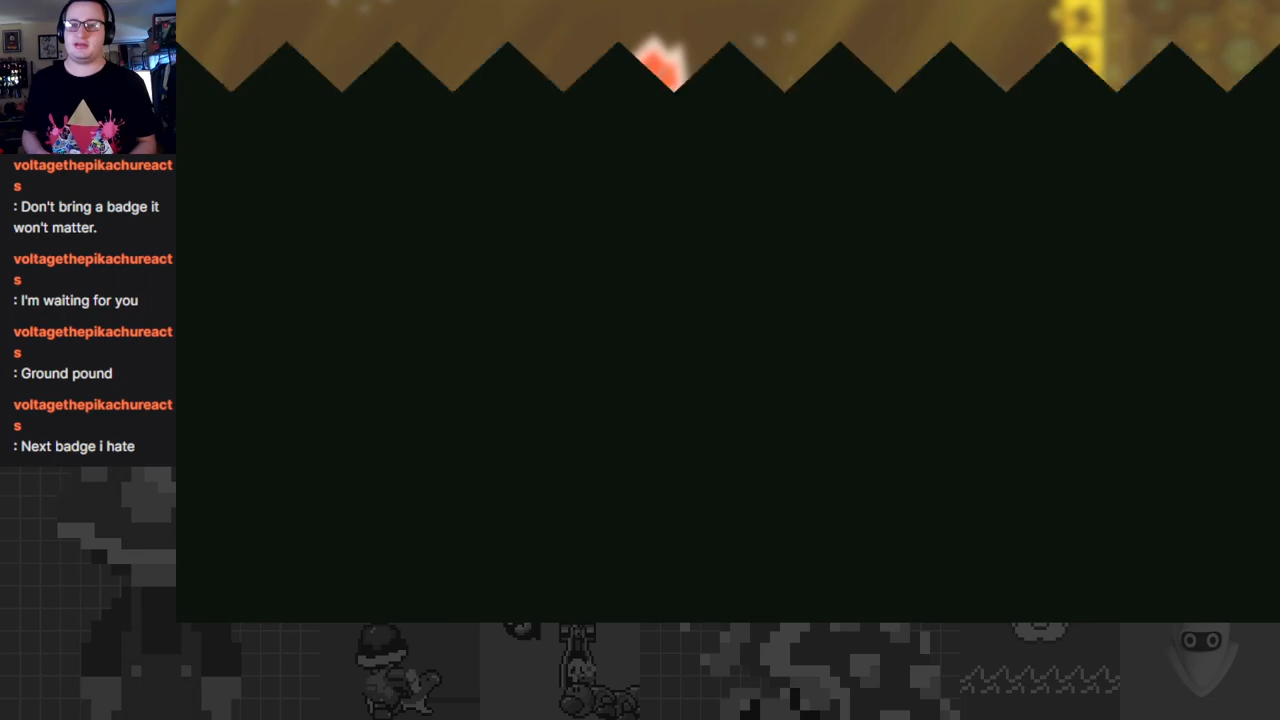 voltagethepikachureact
s
: Don't bring a badge it
won't matter.
voltagethepikachureact
s
: I'm waiting for you
voltagethepikachureact
s
: Ground pound
voltagethepikachureact
s
: Next badge i hate